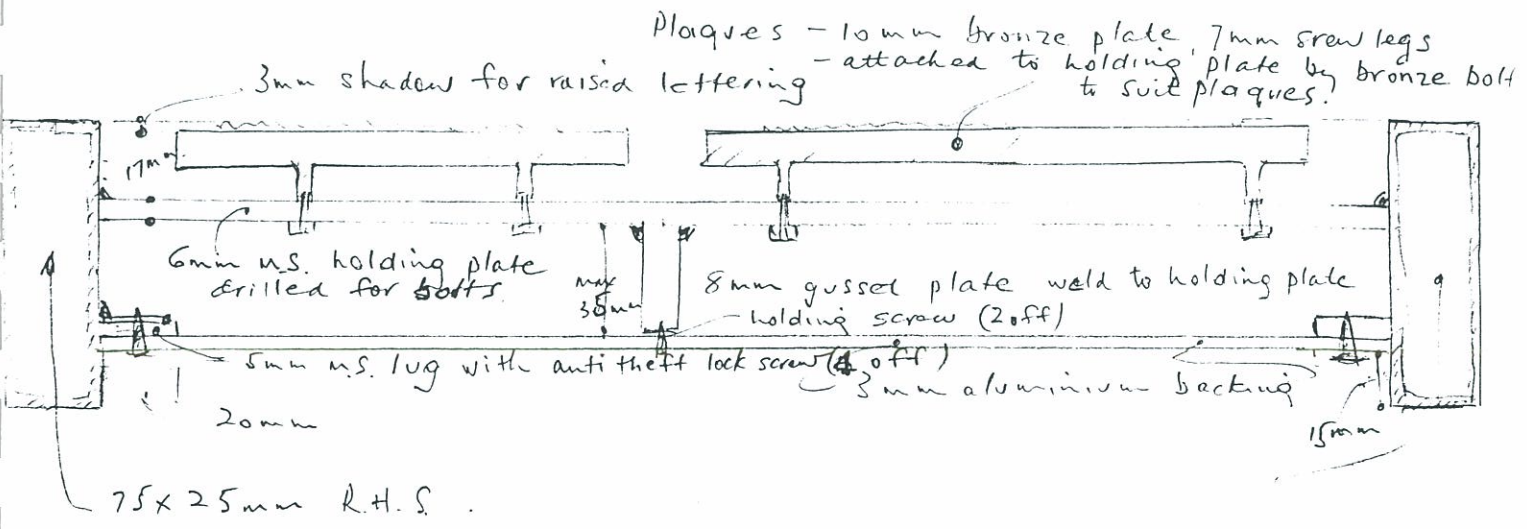 Plaques - 10mm bronze plate, 7mm srew legs
- attached to holding plate by bronze bolt
to suit plaques.
3mm shadow for raised lettering
17mm
6mm M.S. holding plate
drilled for bolts.
max
35mm
8mm gusset plate weld to holding plate
- holding screw (2 off)
5mm M.S. lug with anti theft lock screw (4 off)
3mm aluminium backing
20mm
15mm
75x25mm R.H.S.